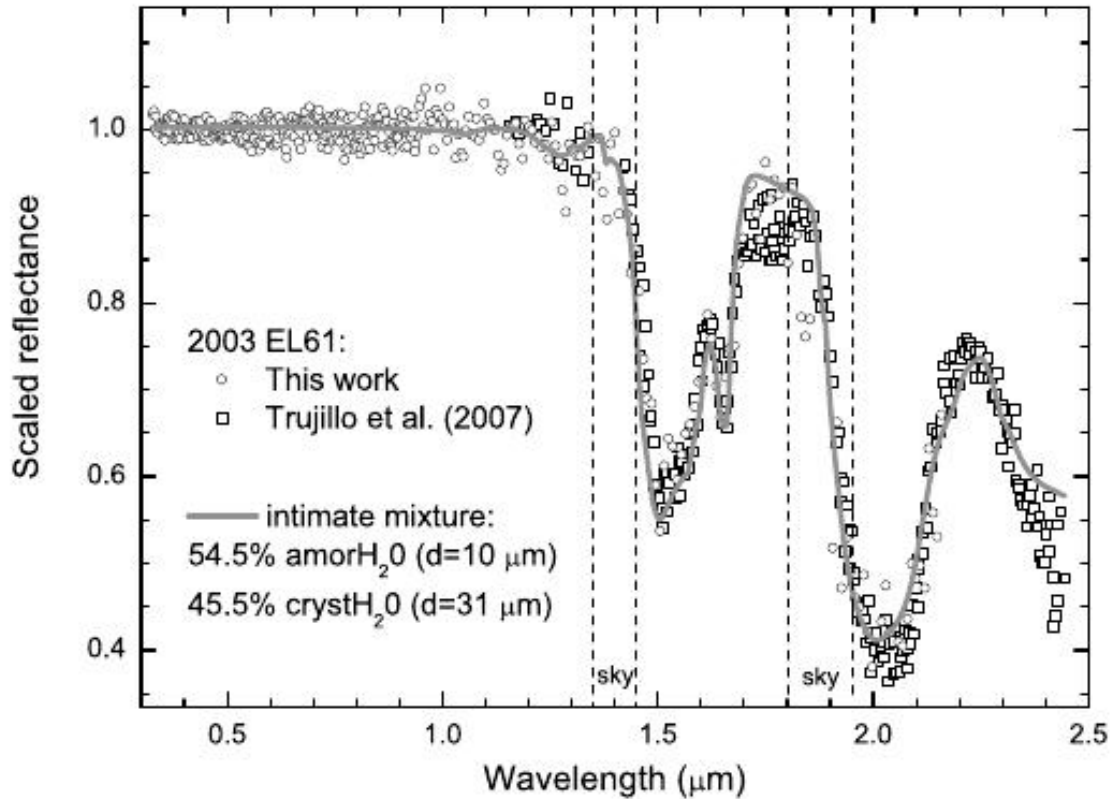 Scaled reflectance
1.0
0.8
0.6
0.4
2003 EL61:
This work
Trujillo et al. (2007)
intimate mixture:
54.5% amorH₂0 (d=10 μm)
45.5% crystH₂0 (d=31 μm)
sky
sky
0.5
1.0
1.5
2.0
2.5
Wavelength (μm)